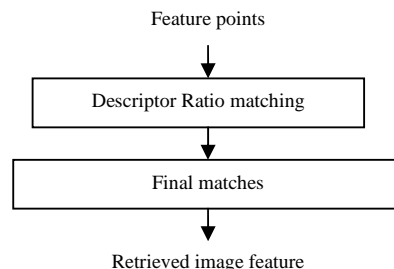 Feature points
Descriptor Ratio matching
Final matches
Retrieved image feature